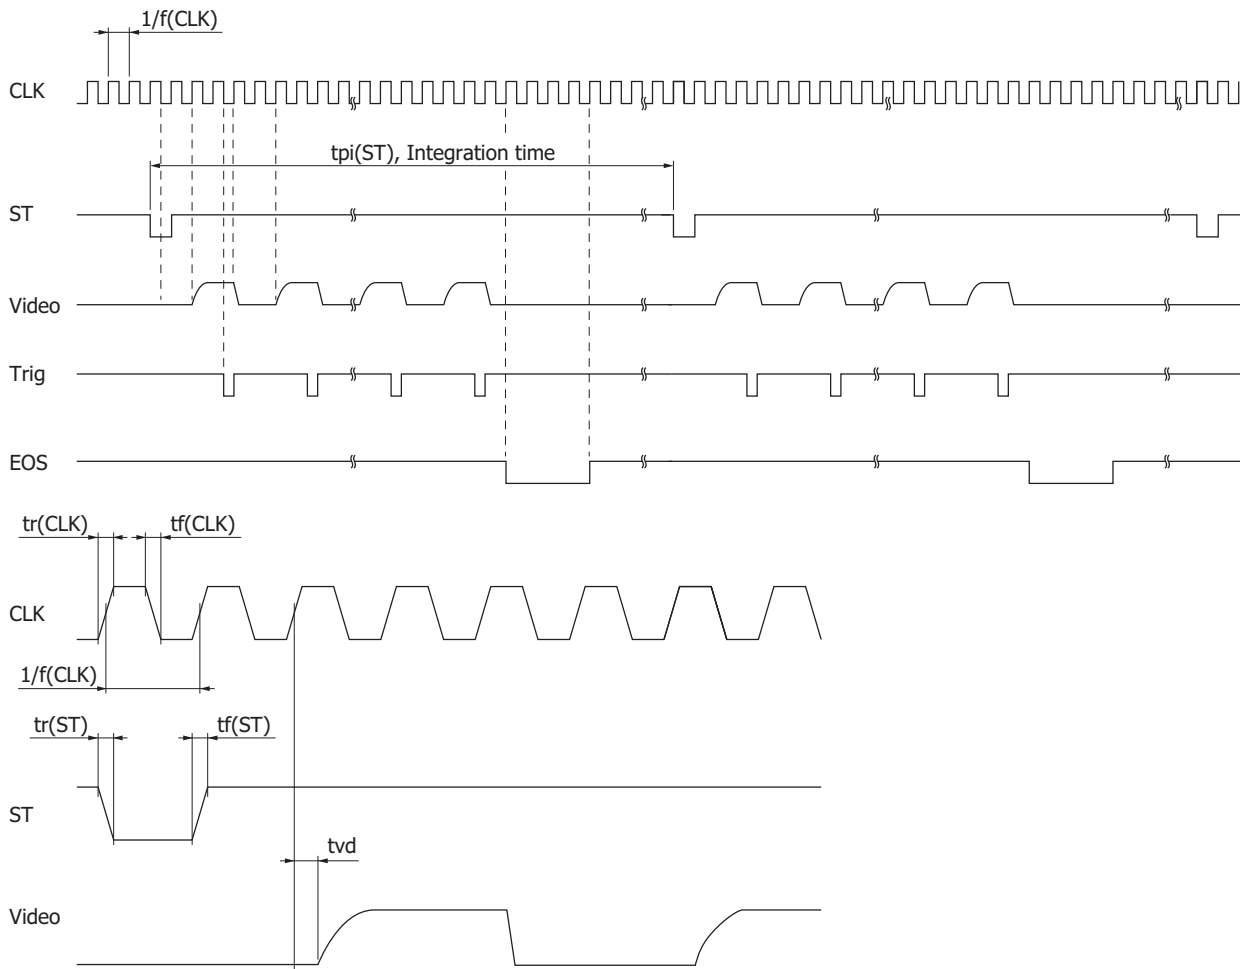 1/f(CLK)
CLK
tpi(ST), Integration time
ST
Video
Trig
EOS
tr(CLK) tf(CLK)
CLK
1/f(CLK)
tr(ST) tf(ST)
ST
tvd
Video